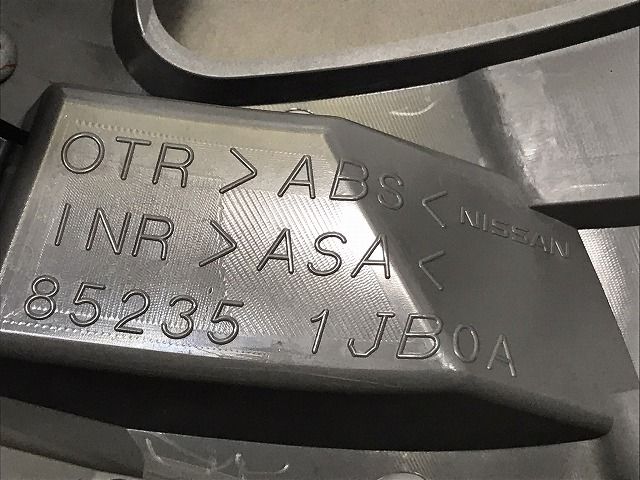 OTR > ABS <
INR > ASA <
NISSAN
85235 1JB0A